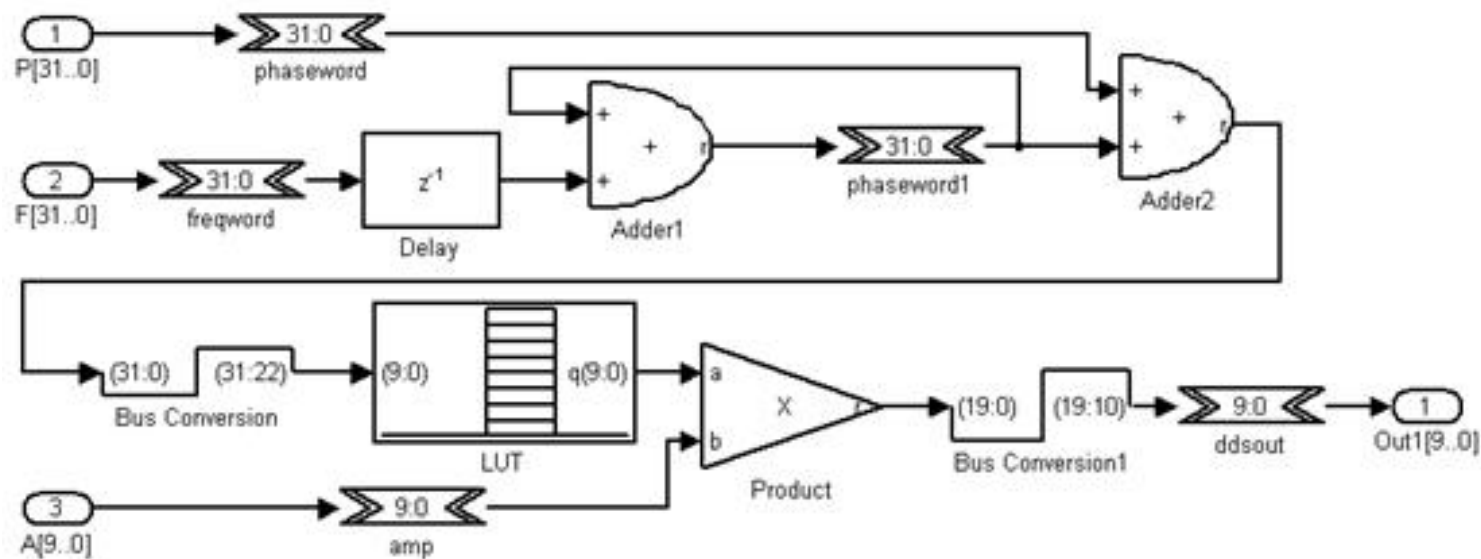 1
P[31..0]
31:0
phaseword
2
F[31..0]
31:0
freqword
z-1
Delay
+
+
+
r
Adder1
31:0
phaseword1
+
+
+
r
Adder2
(31:0)
(31:22)
Bus Conversion
(9:0)
q(9:0)
LUT
a
b
X
r
Product
(19:0)
(19:10)
Bus Conversion1
9:0
ddsout
1
Out1[9..0]
3
A[9..0]
9:0
amp